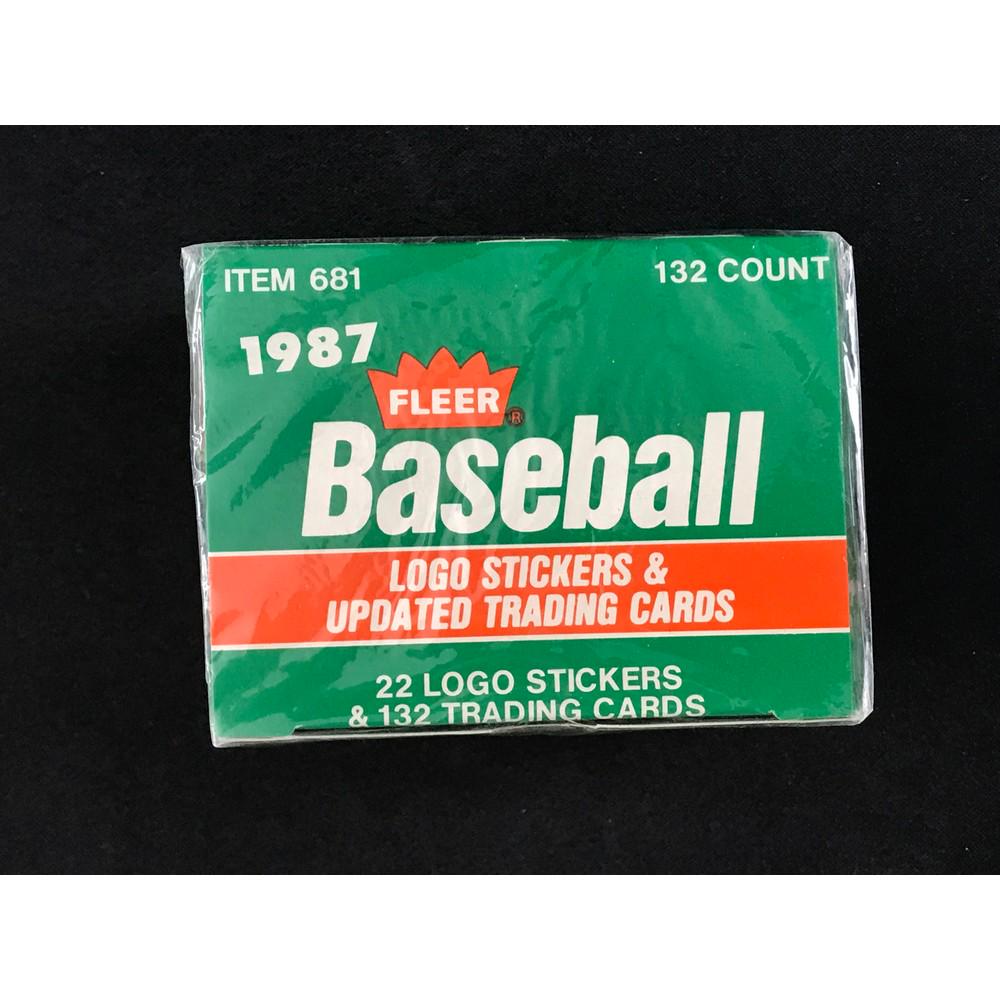 ITEM 681 132 COUNT
1987
FLEER ®
Baseball
LOGO STICKERS &
UPDATED TRADING CARDS
22 LOGO STICKERS
& 132 TRADING CARDS